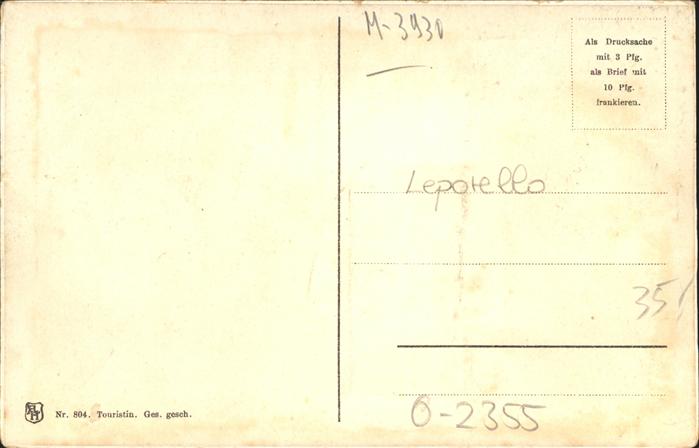 M-3930
Als Drucksache
mit 3 Pfg.
als Brief mit
10 Pfg.
frankieren.
Leporello
35/
Nr. 804. Touristin. Ges. gesch.
O-2355